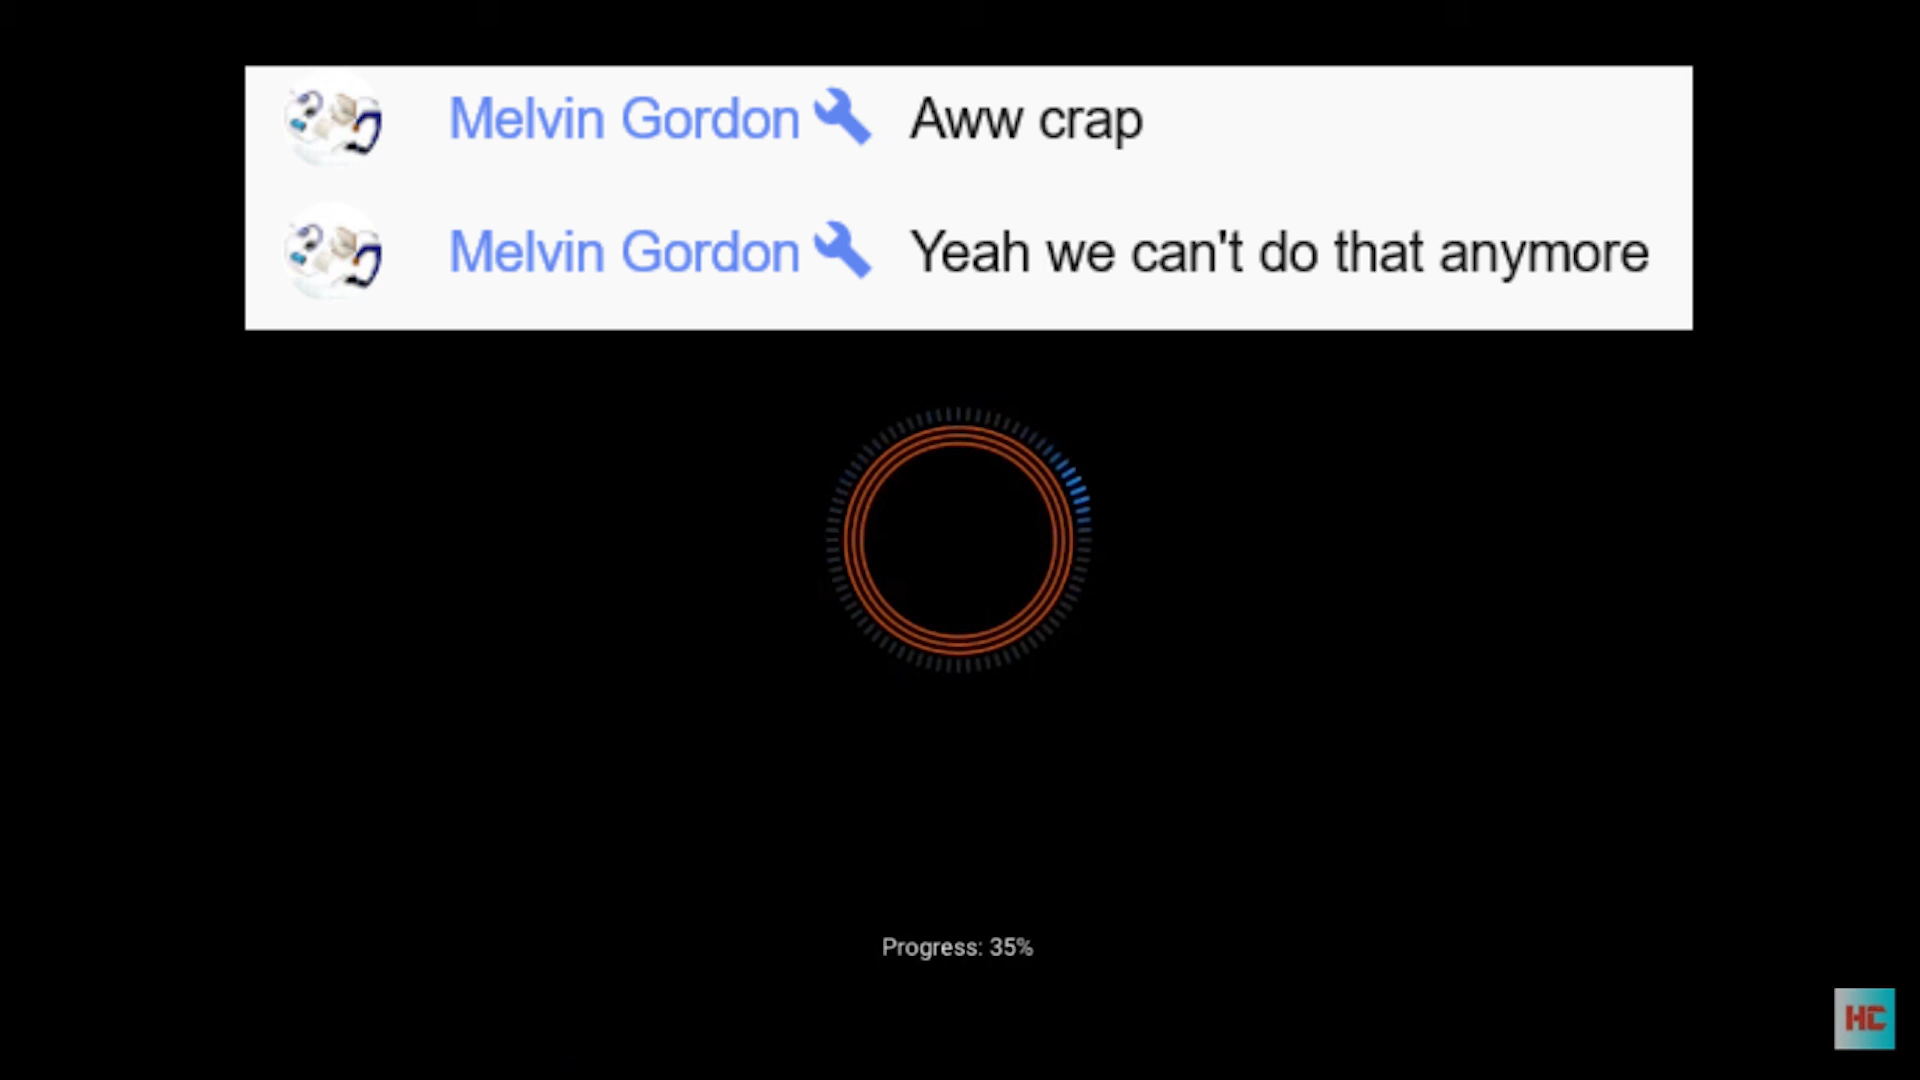 Melvin Gordon Aww crap
Melvin Gordon Yeah we can't do that anymore
Progress: 35%
HC